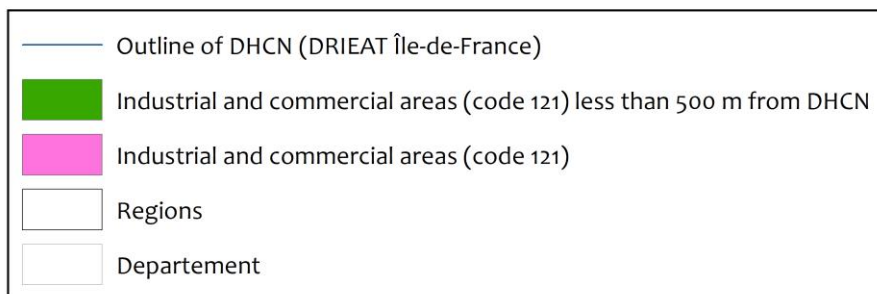 Outline of DHCN (DRIEAT Île-de-France)
Industrial and commercial areas (code 121) less than 500 m from DHCN
Industrial and commercial areas (code 121)
Regions
Departement